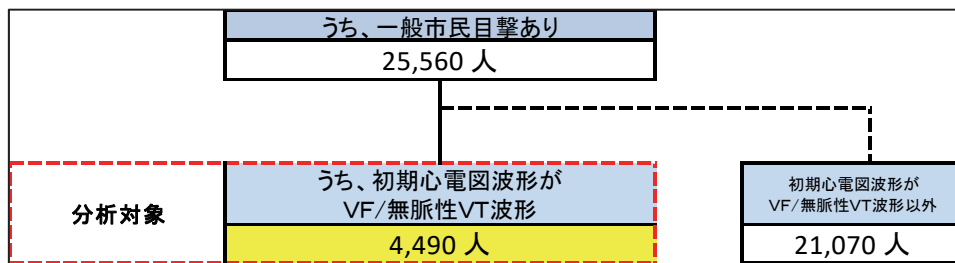 うち、一般市民目撃あり
25,560 人
分析対象
うち、初期心電図波形が
VF/無脈性VT波形
4,490 人
初期心電図波形が
VF/無脈性VT波形以外
21,070 人